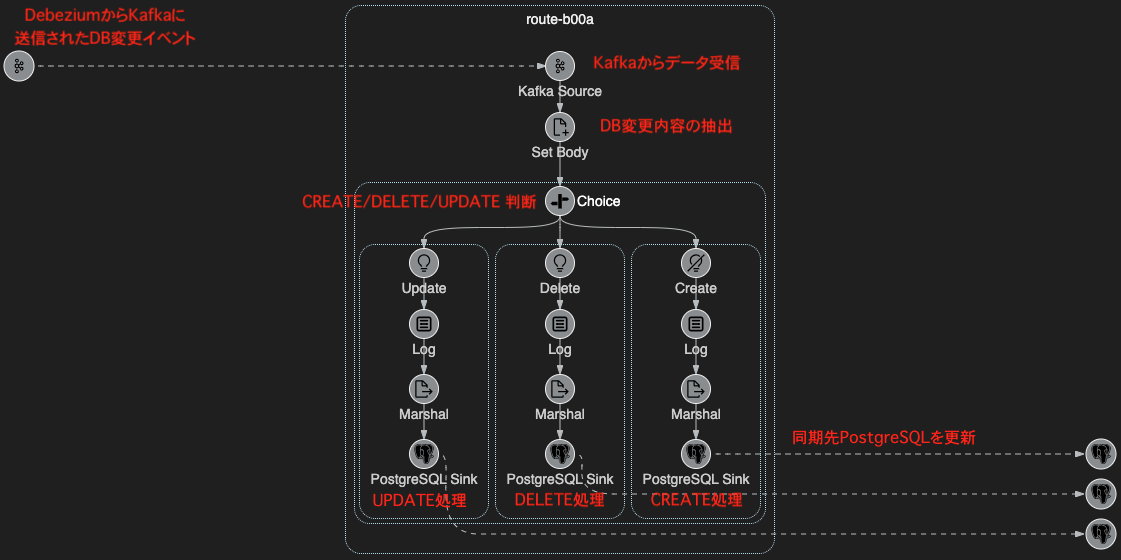 route-b00a
Debeziumからkafkaに
送信されたDB変更イベント
Kafkaからデータ受信
Kafka Source
DB変更内容の抽出
Set Body
CREATE/DELETE/UPDATE 判断
Choice
Update
Delete
Create
Log
Log
Log
Marshal
Marshal
Marshal
同期先PostgreSQLを更新
PostgreSQL Sink
PostgreSQL Sink
PostgreSQL Sink
UPDATE処理
DELETE処理
CREATE処理